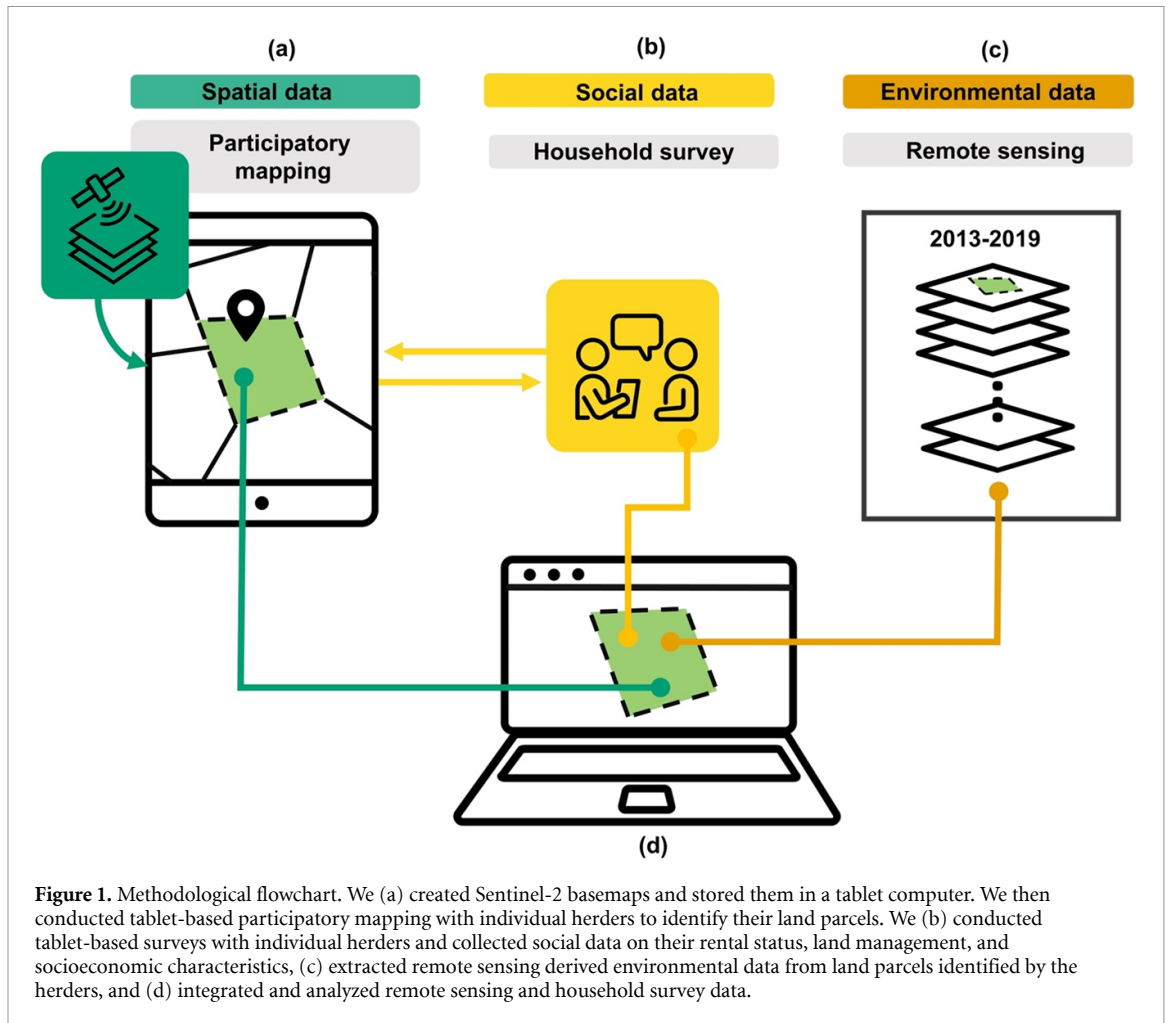 (a)
(b)
(c)
Spatial data
Social data
Environmental data
Participatory
mapping
Household survey
Remote sensing
2013-2019
(d)
Figure 1. Methodological flowchart. We (a) created Sentinel-2 basemaps and stored them in a tablet computer. We then
conducted tablet-based participatory mapping with individual herders to identify their land parcels. We (b) conducted
tablet-based surveys with individual herders and collected social data on their rental status, land management, and
socioeconomic characteristics, (c) extracted remote sensing derived environmental data from land parcels identified by the
herders, and (d) integrated and analyzed remote sensing and household survey data.